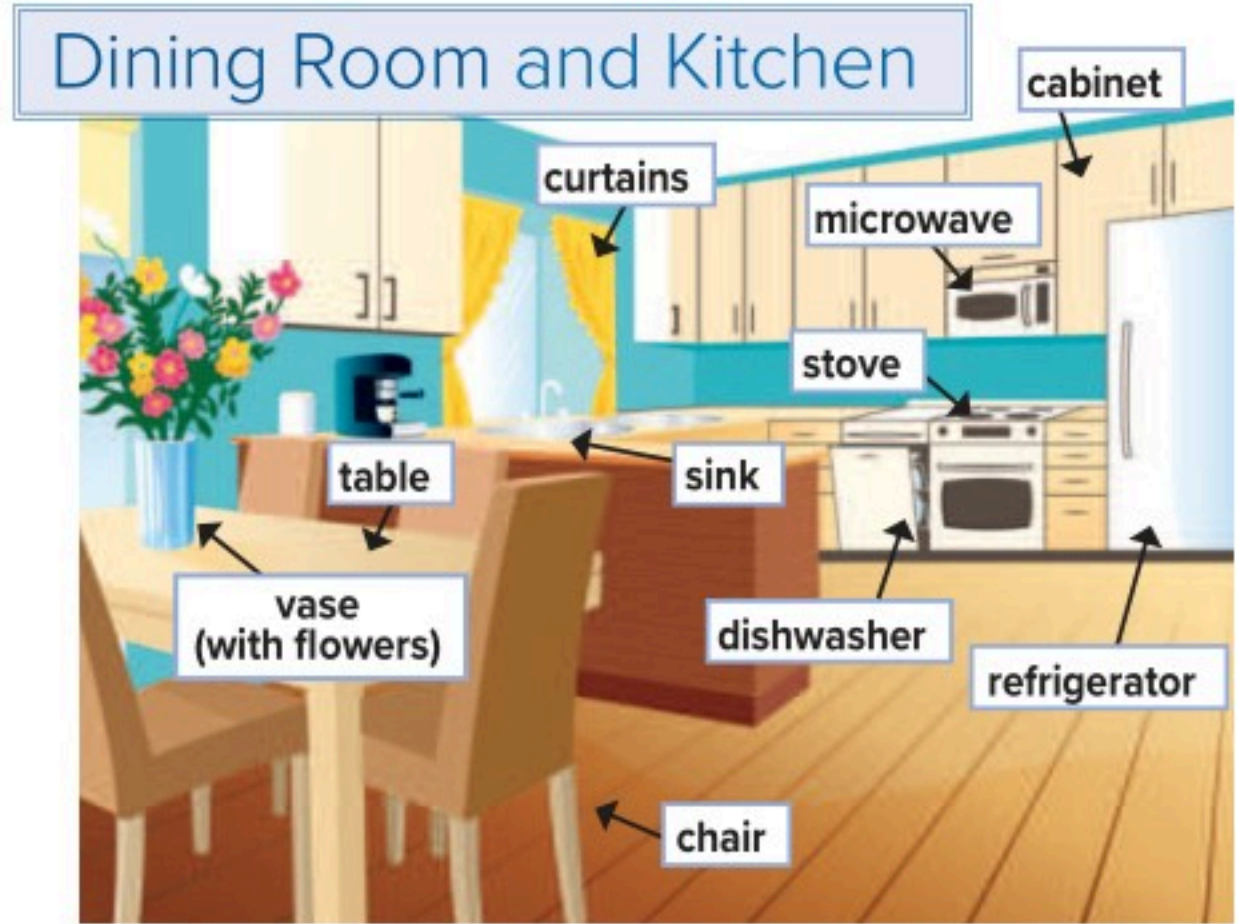 Dining Room and Kitchen
cabinet
curtains
microwave
stove
table
sink
vase
(with flowers)
dishwasher
refrigerator
chair